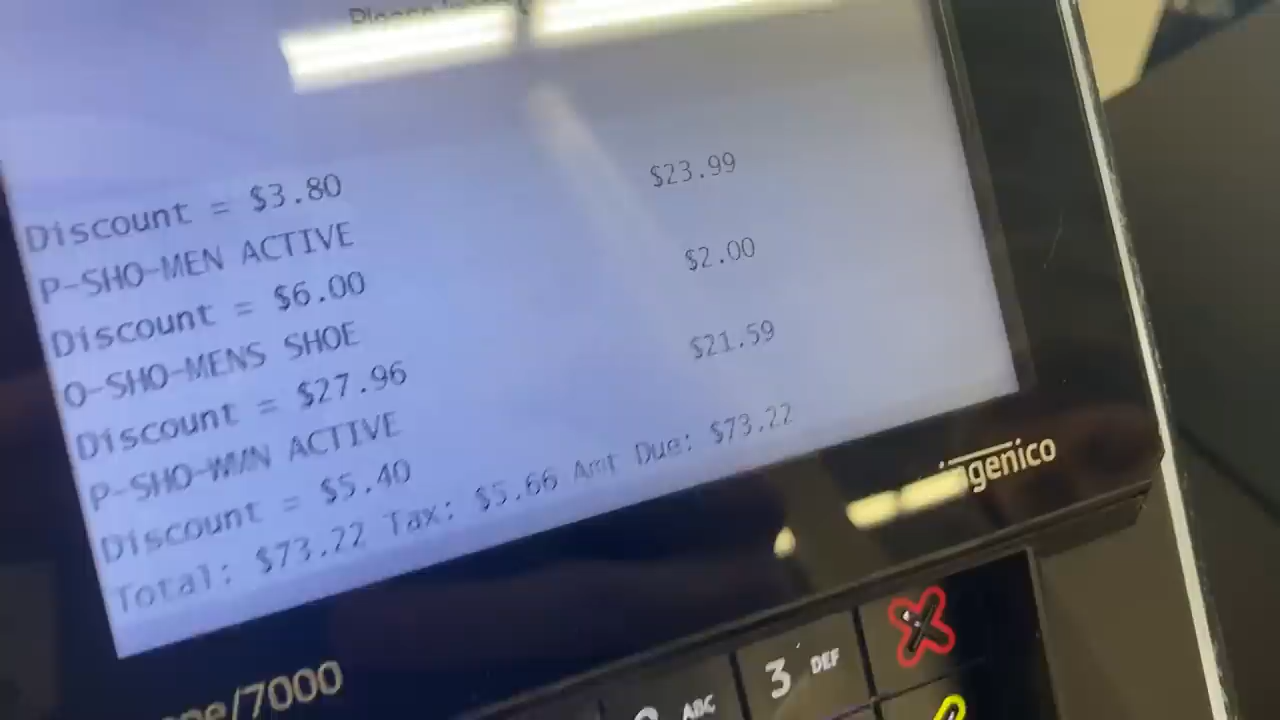 Please
Discount = $3.80
P-SHO-MEN ACTIVE $23.99
Discount = $6.00
O-SHO-MENS SHOE $2.00
Discount = $27.96
P-SHO-WMN ACTIVE $21.59
Discount = $5.40
Total: $73.22 Tax: $5.66 Amt Due: $73.22
ingenico
/7000
ABC
3 DEF